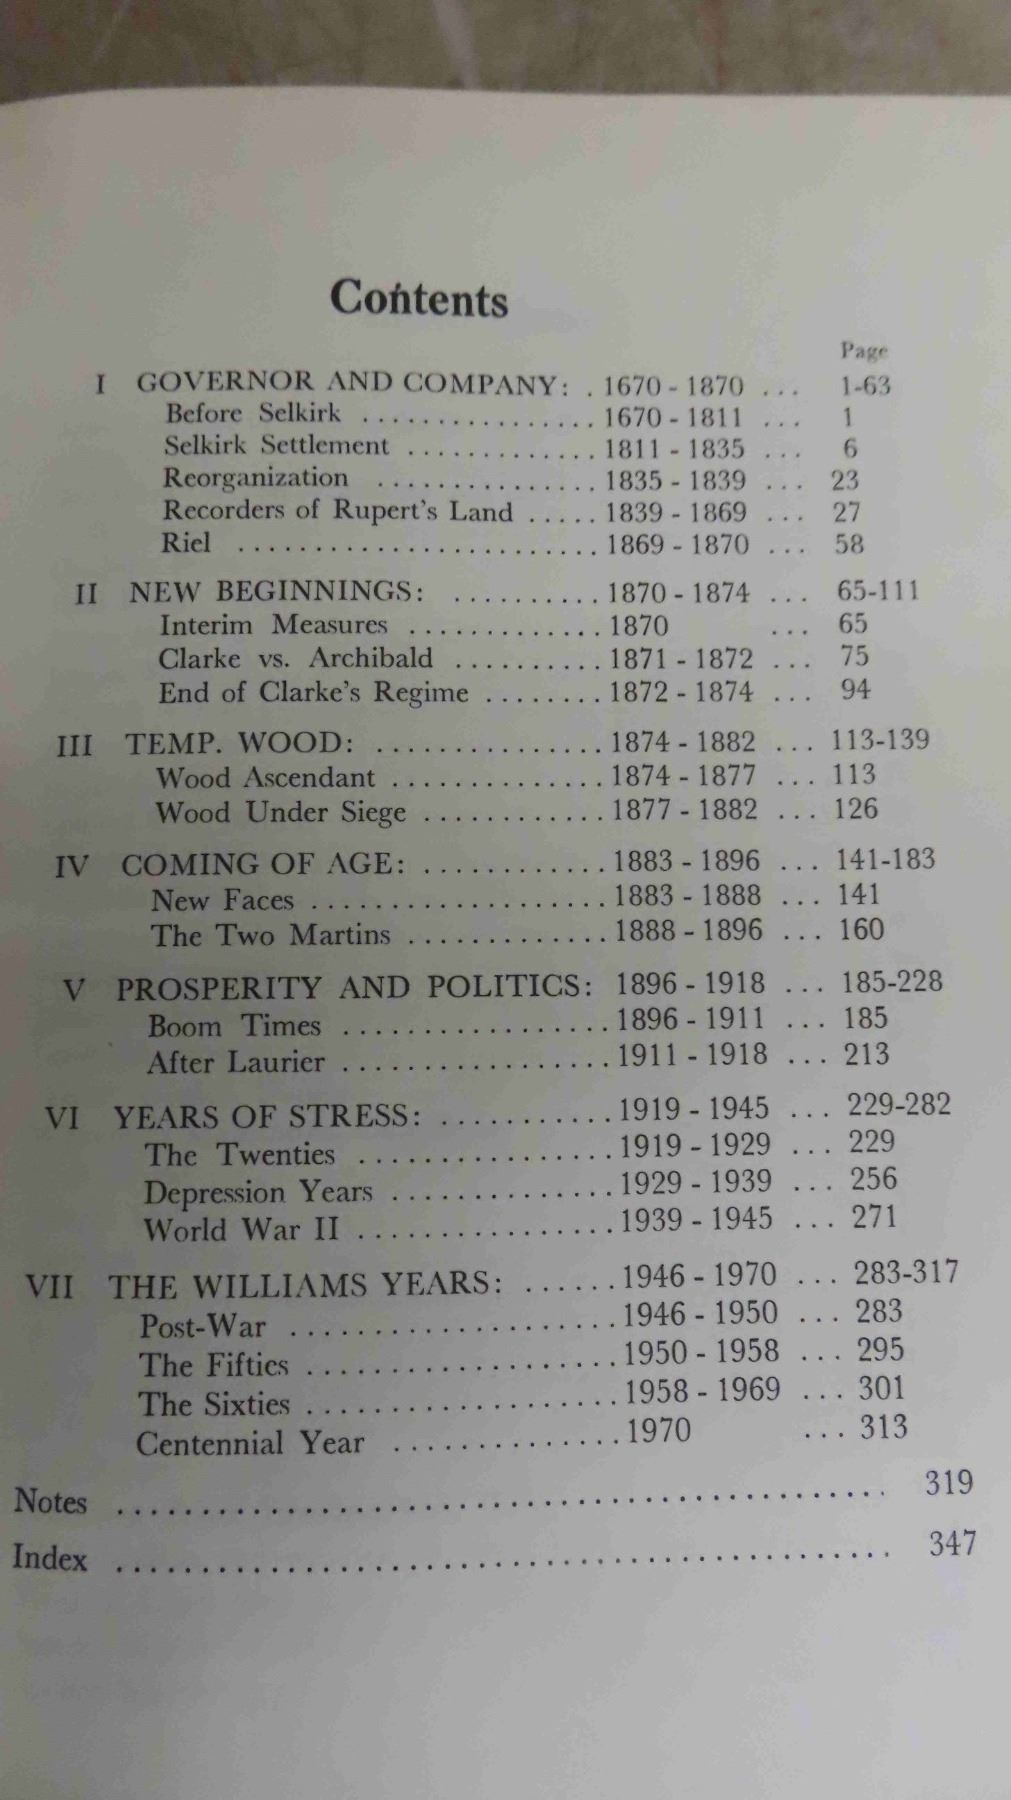 Contents
Page
I GOVERNOR AND COMPANY: . 1670 - 1870 ... 1-63
Before Selkirk ................ 1670 - 1811 ... 1
Selkirk Settlement ............. 1811 - 1835 ... 6
Reorganization ............... 1835 - 1839 ... 23
Recorders of Rupert's Land ..... 1839 - 1869 ... 27
Riel ........................ 1869 - 1870 ... 58
II NEW BEGINNINGS: .......... 1870 - 1874 ... 65-111
Interim Measures ............. 1870 ... 65
Clarke vs. Archibald .......... 1871 - 1872 ... 75
End of Clarke's Regime ........ 1872 - 1874 ... 94
III TEMP. WOOD: ............... 1874 - 1882 ... 113-139
Wood Ascendant .............. 1874 - 1877 ... 113
Wood Under Siege ............ 1877 - 1882 ... 126
IV COMING OF AGE: ............ 1883 - 1896 ... 141-183
New Faces .................... 1883 - 1888 ... 141
The Two Martins ............. 1888 - 1896 ... 160
V PROSPERITY AND POLITICS: 1896 - 1918 ... 185-228
Boom Times .................. 1896 - 1911 ... 185
After Laurier .................. 1911 - 1918 ... 213
VI YEARS OF STRESS: ............ 1919 - 1945 ... 229-282
The Twenties ................. 1919 - 1929 ... 229
Depression Years ............... 1929 - 1939 ... 256
World War II ................. 1939 - 1945 ... 271
VII THE WILLIAMS YEARS: ...... 1946 - 1970 ... 283-317
Post-War ..................... 1946 - 1950 ... 283
The Fifties .................... 1950 - 1958 ... 295
The Sixties .................... 1958 - 1969 ... 301
Centennial Year .............. 1970 ... 313
Notes ............................................. 319
Index ............................................. 347